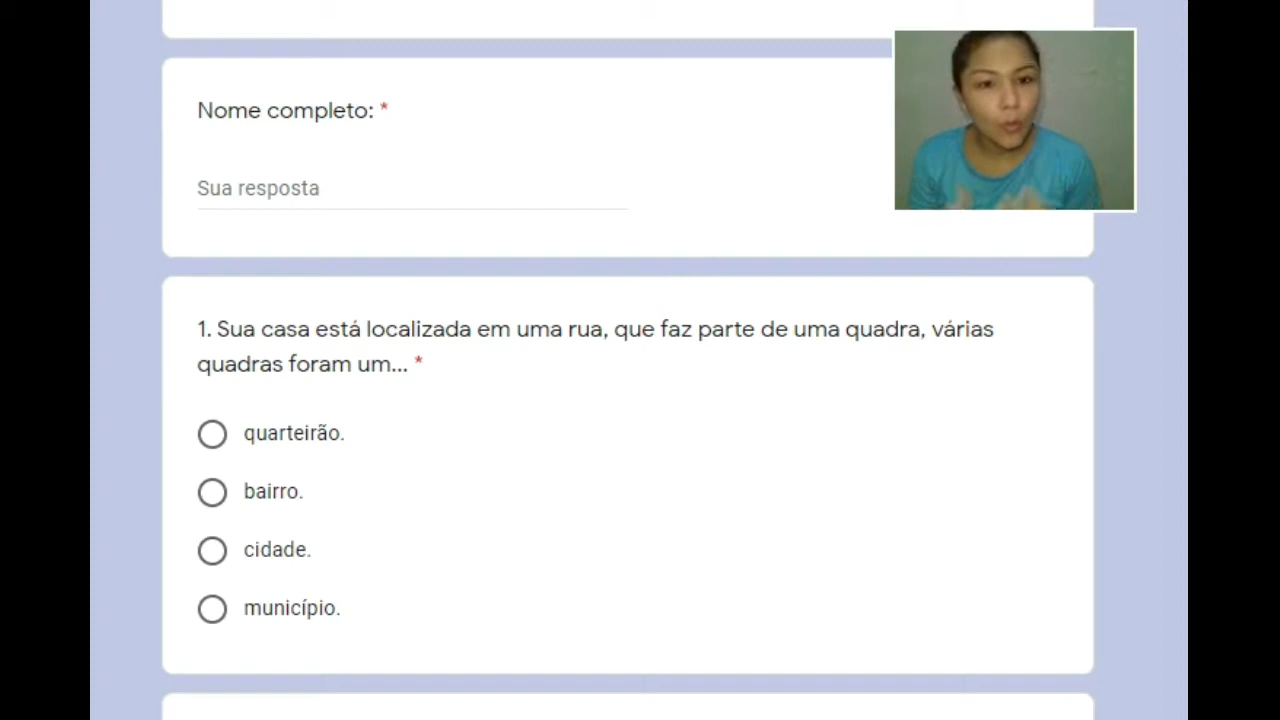 Nome completo: *
Sua resposta
1. Sua casa está localizada em uma rua, que faz parte de uma quadra, várias
quadras foram um... *
quarteirão.
bairro.
cidade.
município.